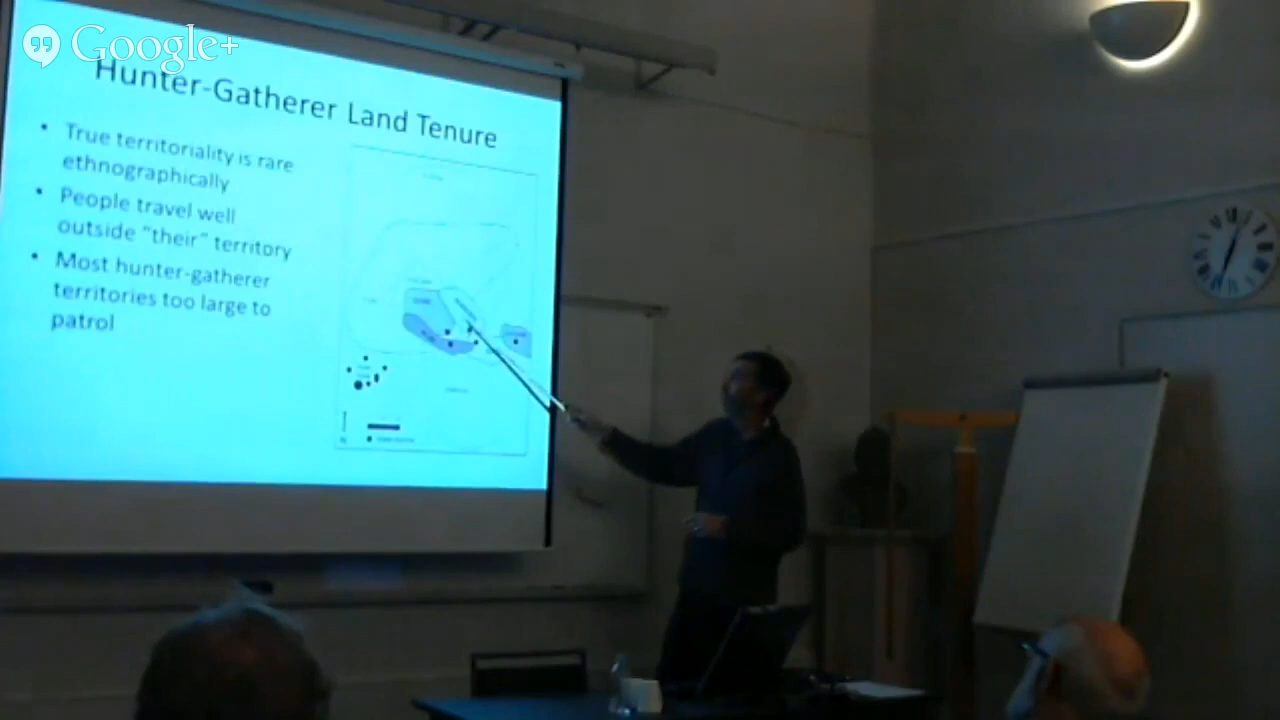 Google+
Hunter-Gatherer Land Tenure
• True territoriality is rare
ethnographically
• People travel well
outside "their" territory
• Most hunter-gatherer
territories too large to
patrol